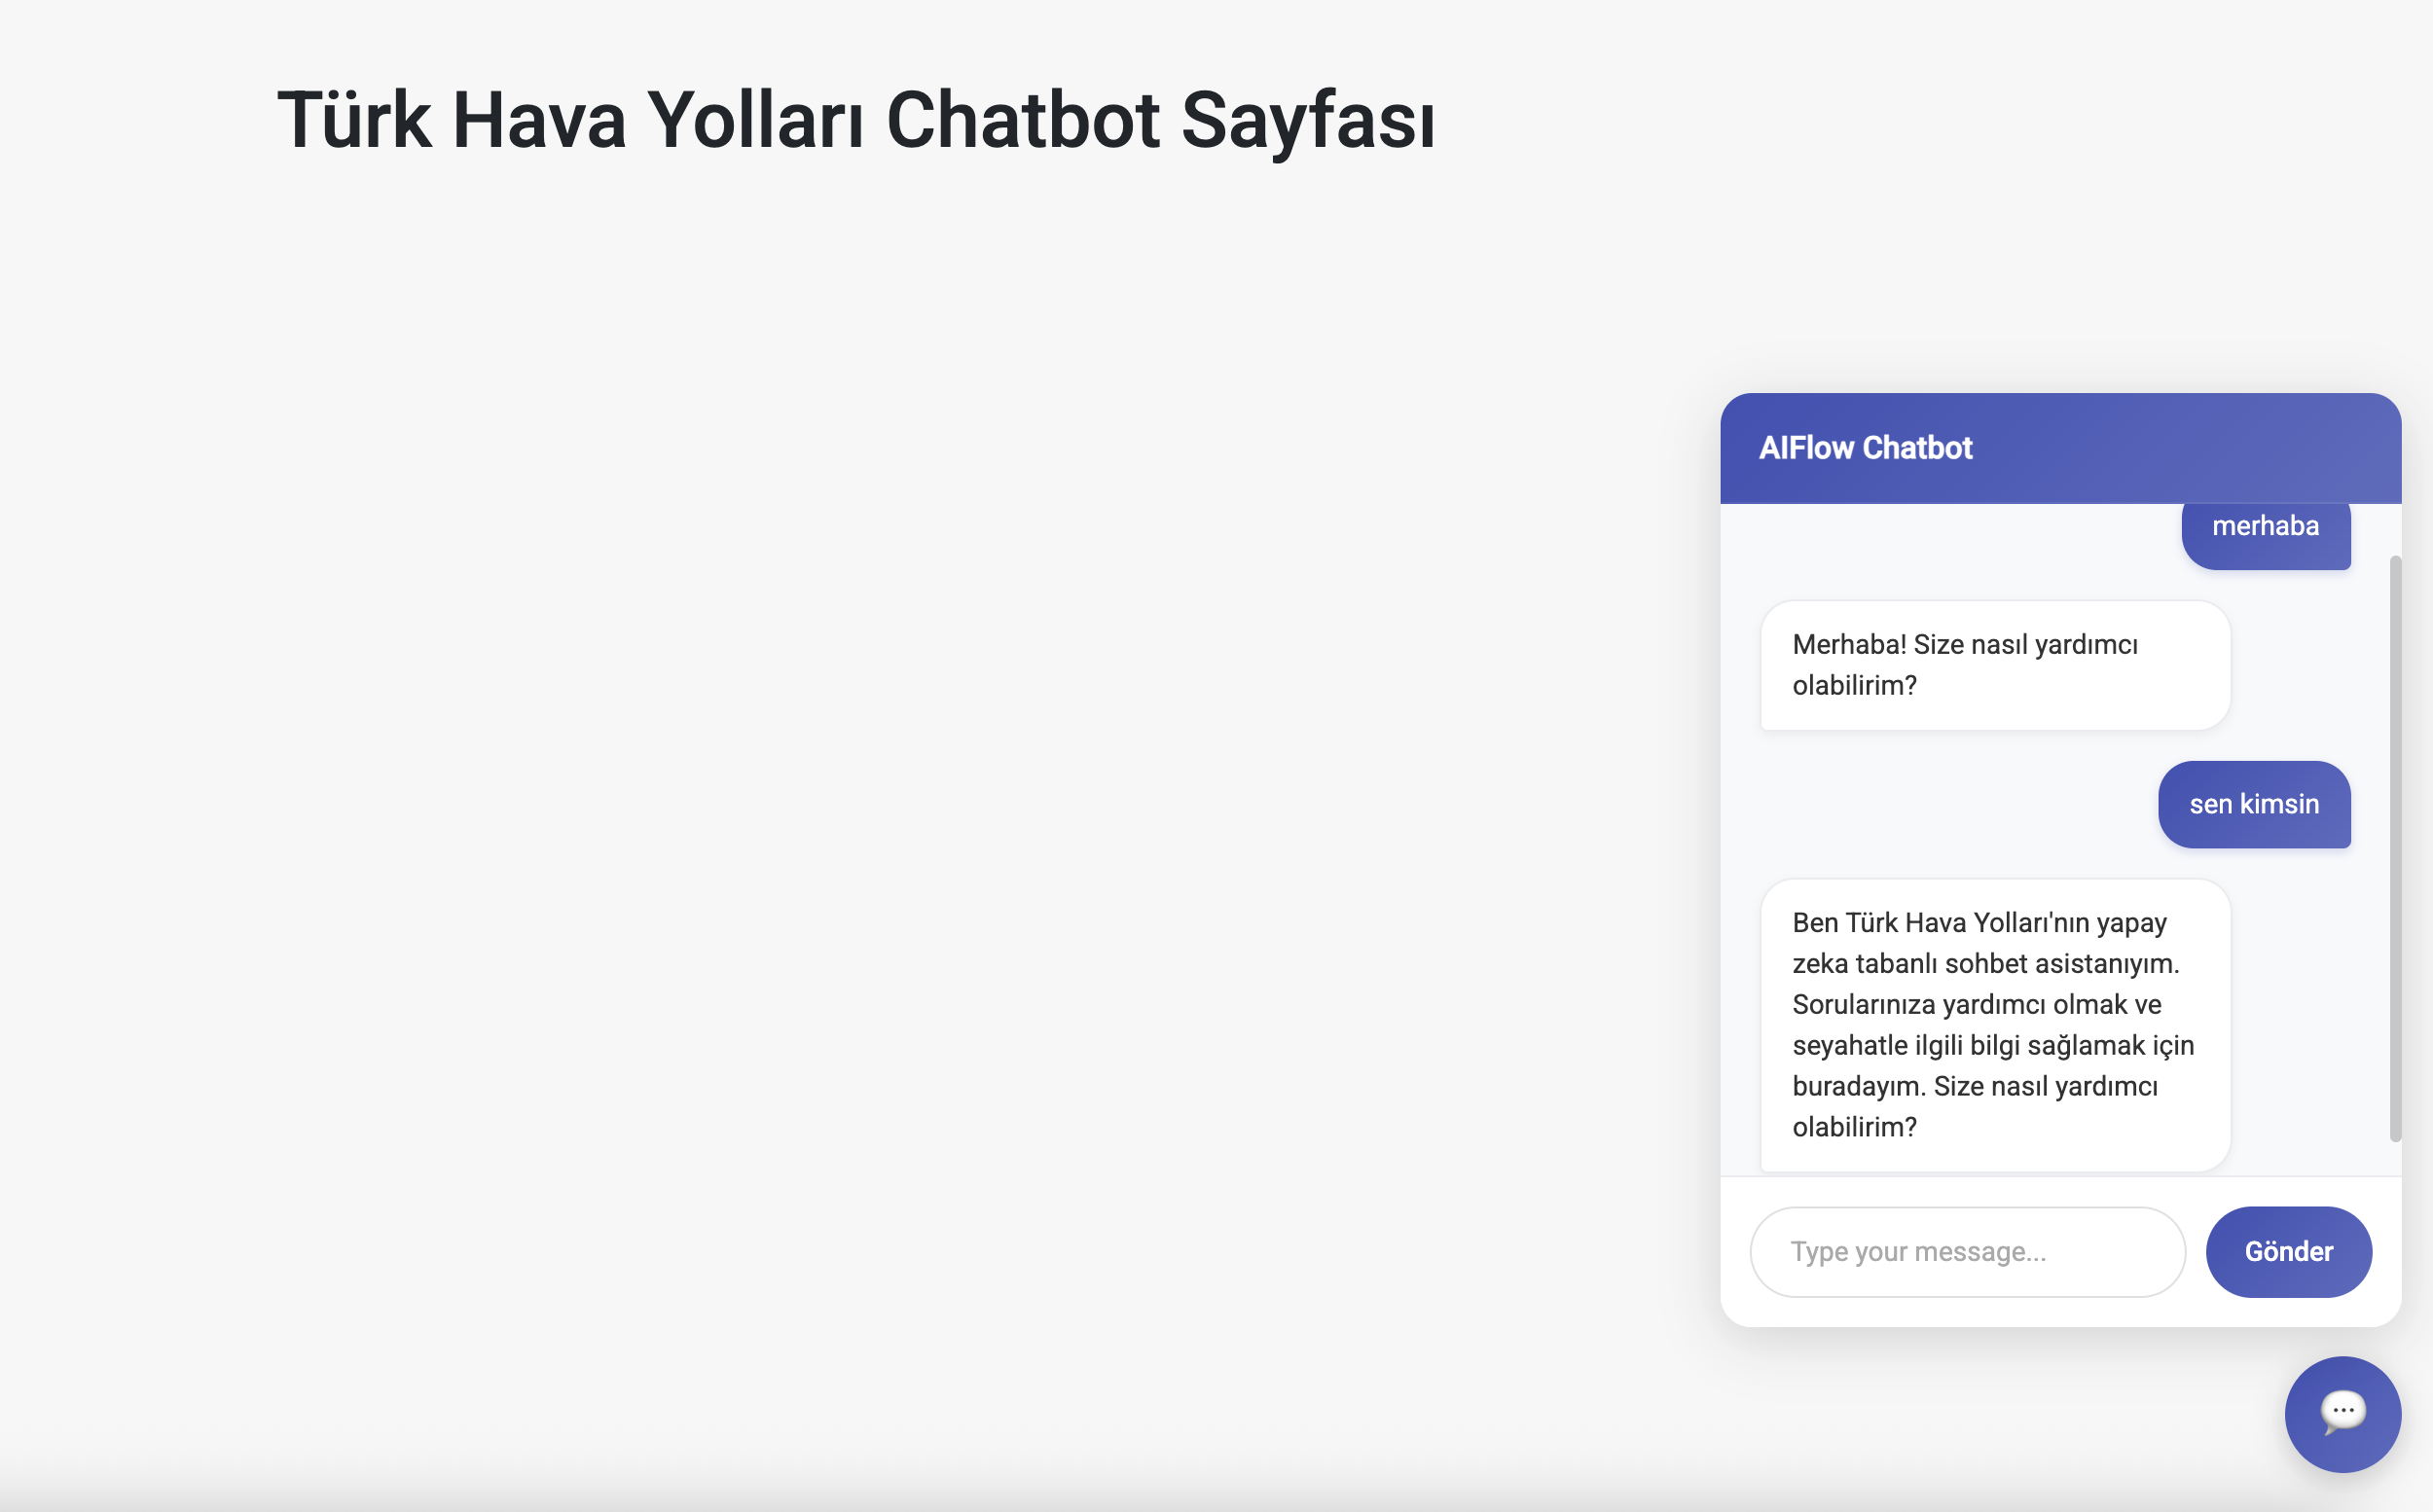 Türk Hava Yolları Chatbot Sayfası
AIFlow Chatbot
merhaba
Merhaba! Size nasıl yardımcı
olabilirim?
sen kimsin
Ben Türk Hava Yolları'nın yapay
zeka tabanlı sohbet asistanıyım.
Sorularınıza yardımcı olmak ve
seyahatle ilgili bilgi sağlamak için
buradayım. Size nasıl yardımcı
olabilirim?
Type your message...
Gönder